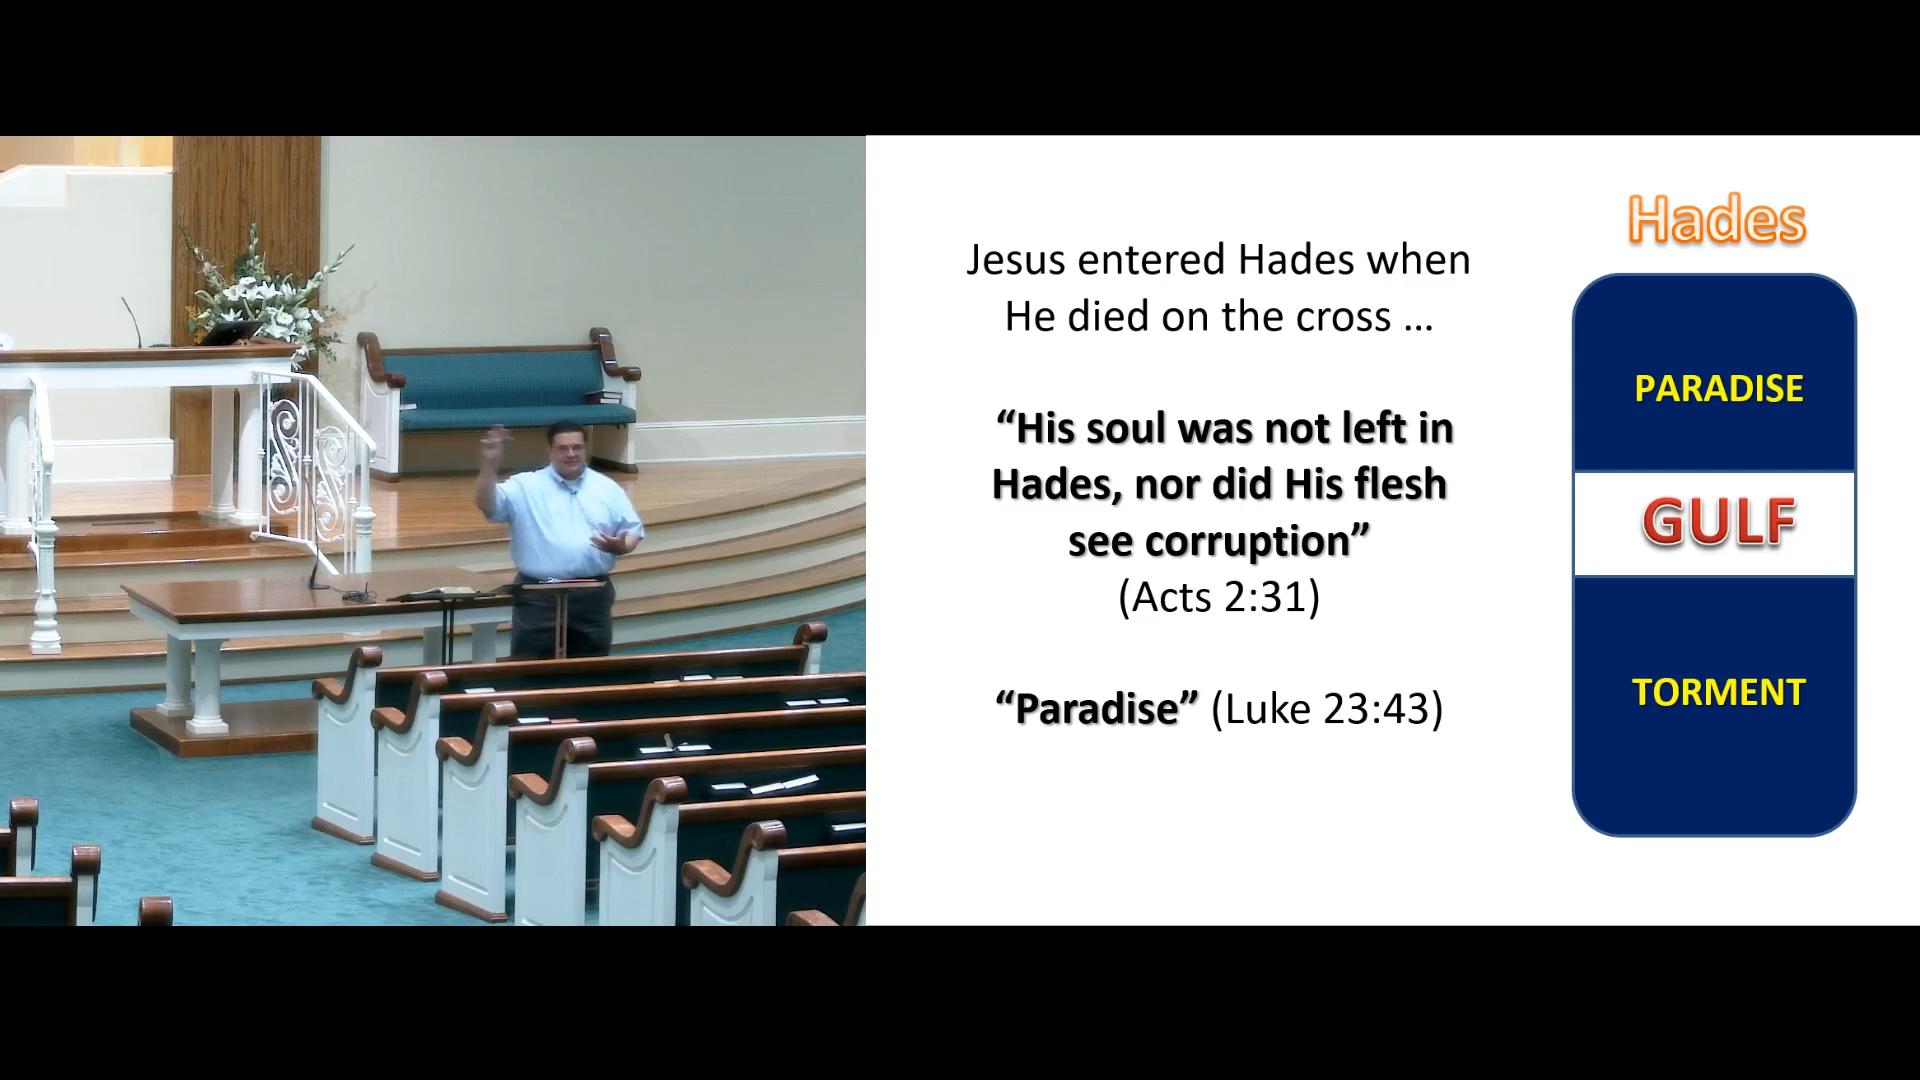 Jesus entered Hades when
He died on the cross ...
“His soul was not left in
Hades, nor did His flesh
see corruption”
(Acts 2:31)
“Paradise” (Luke 23:43)
Hades
PARADISE
GULF
TORMENT